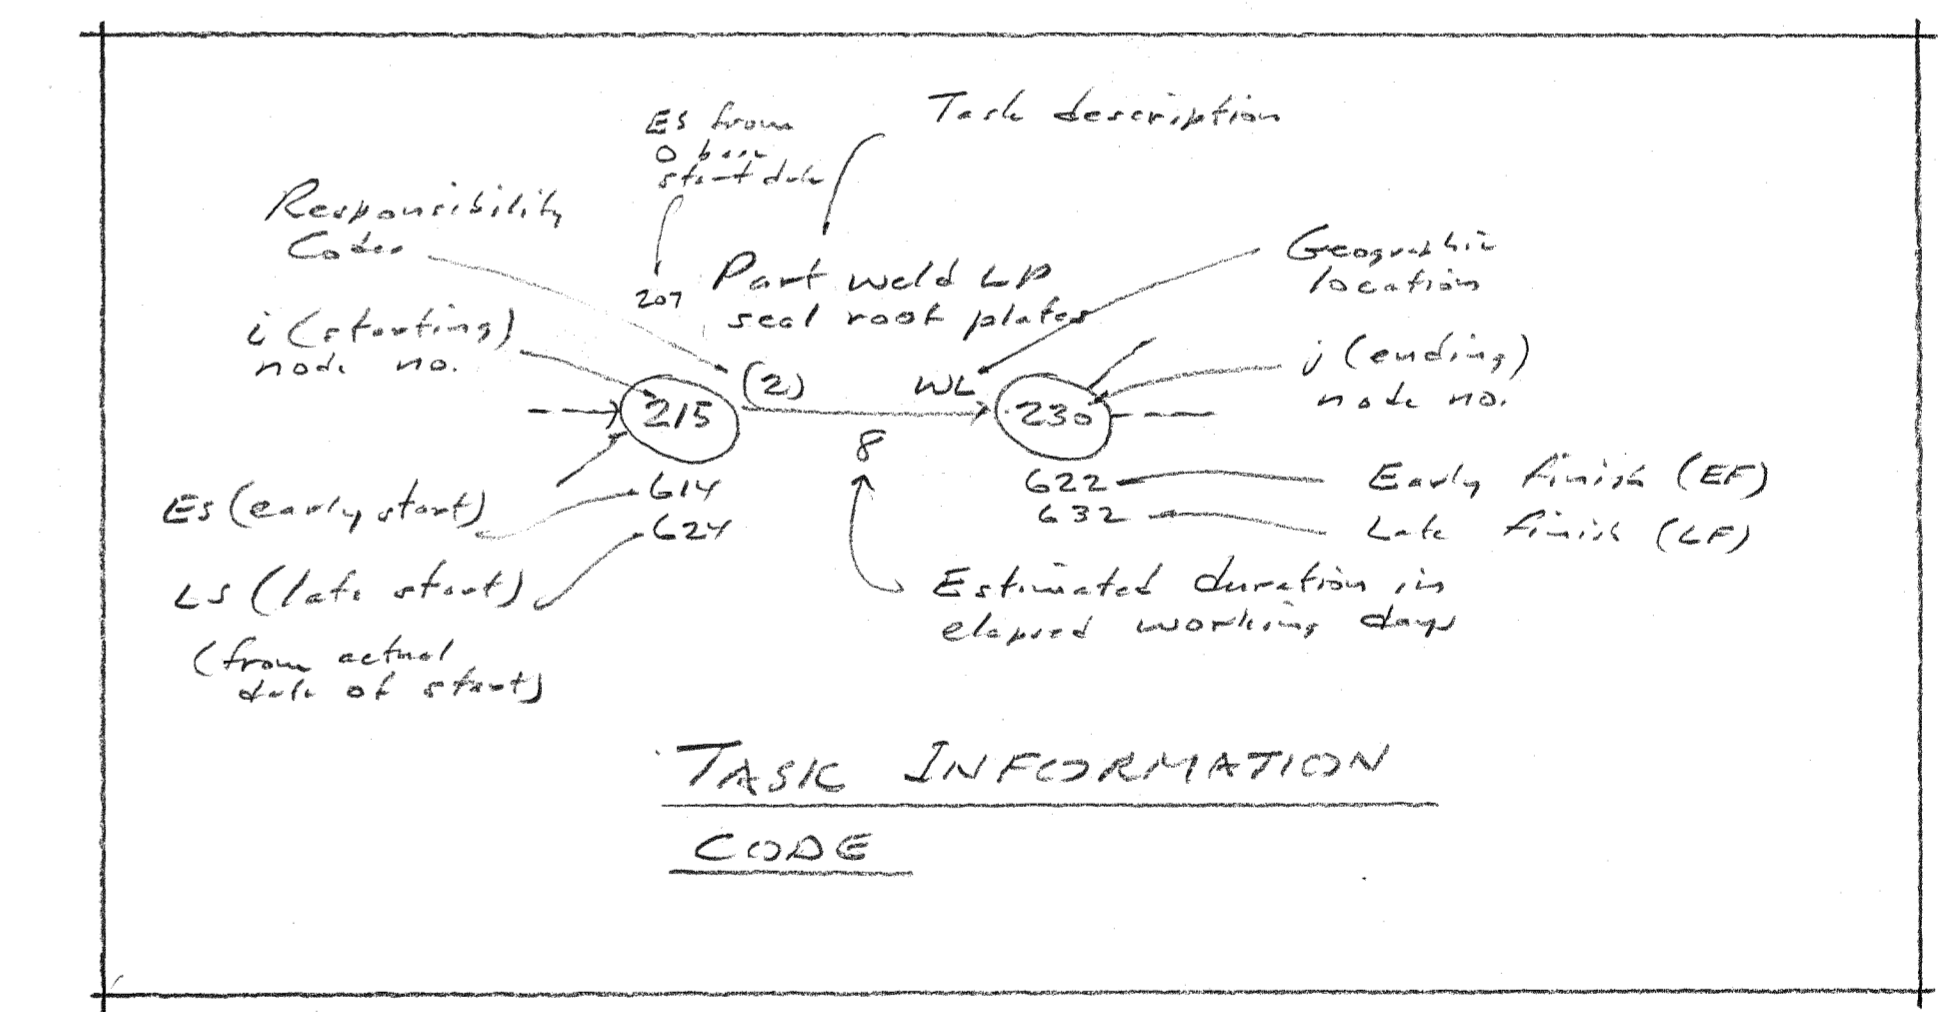 Task description
ES from
0 base
start date
Responsibility
Codes
Geographic
location
207
Part weld LP
seal root plates
i (starting)
node no.
j (ending)
node no.
(2)
WL
215
230
8
614
624
622
632
ES (early start)
LS (late start)
(from actual
date of start)
Early finish (EF)
Late finish (LF)
Estimated duration in
elapsed working days
TASK INFORMATION
CODE